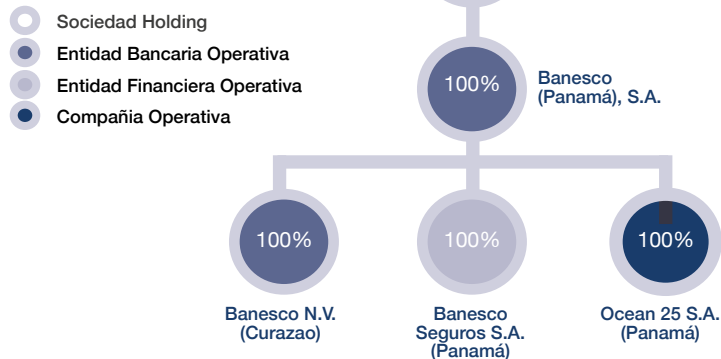 Sociedad Holding
Entidad Bancaria Operativa
Entidad Financiera Operativa
Compañia Operativa
100%
Banesco
(Panamá), S.A.
100%
100%
100%
Banesco N.V.
(Curazao)
Banesco
Seguros S.A.
(Panamá)
Ocean 25 S.A.
(Panamá)